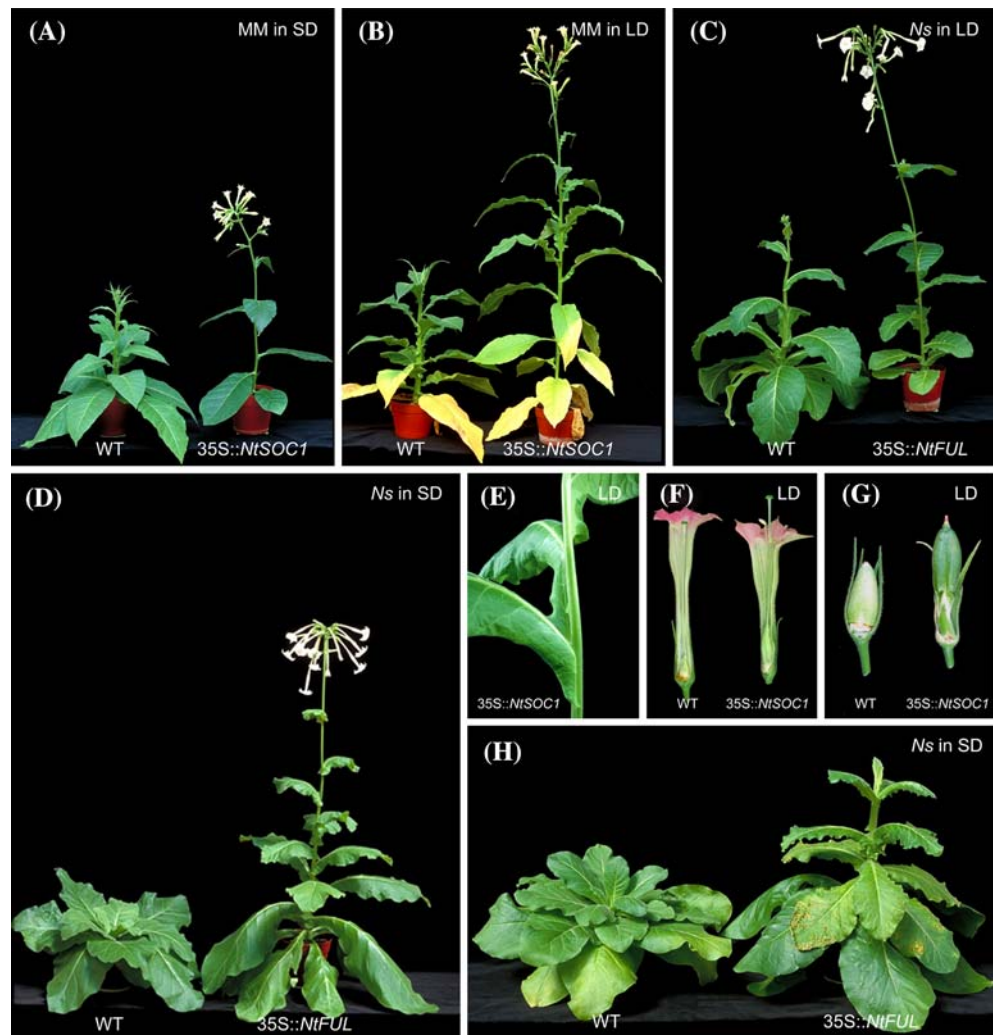 (A) MM in SD
WT 35S::NtSOC1
(B) MM in LD
WT 35S::NtSOC1
(C) Ns in LD
WT 35S::NtFUL
(D) Ns in SD
WT 35S::NtFUL
(E) LD
35S::NtSOC1
(F) LD
WT 35S::NtSOC1
(G) LD
WT 35S::NtSOC1
(H) Ns in SD
WT 35S::NtFUL